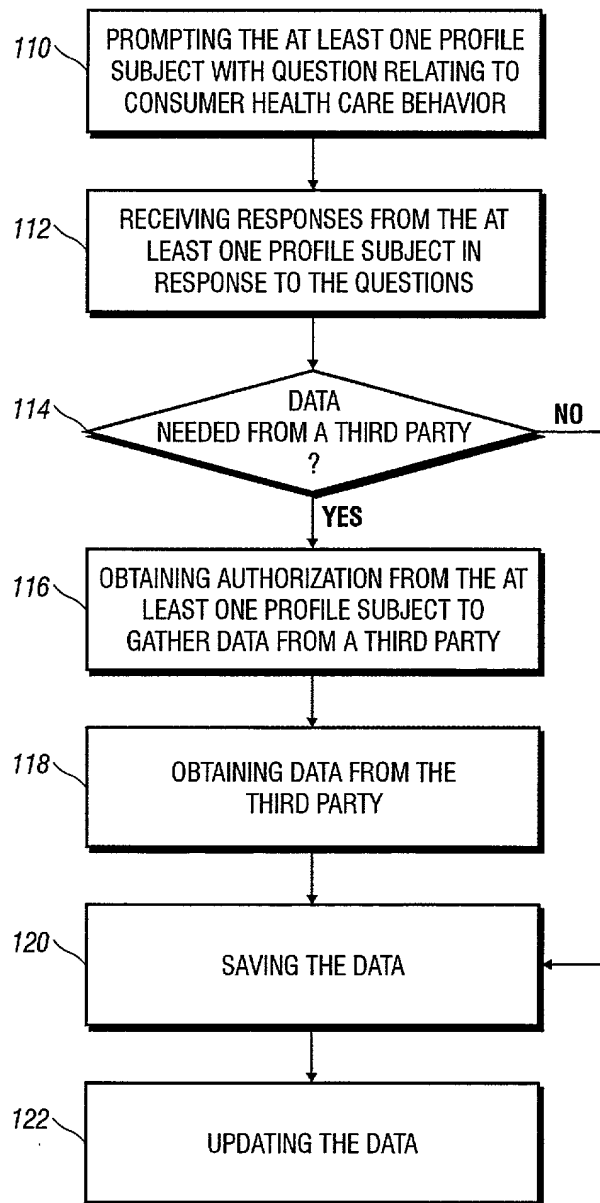 110
PROMPTING THE AT LEAST ONE PROFILE
SUBJECT WITH QUESTION RELATING TO
CONSUMER HEALTH CARE BEHAVIOR
112
RECEIVING RESPONSES FROM THE AT
LEAST ONE PROFILE SUBJECT IN
RESPONSE TO THE QUESTIONS
114
DATA
NEEDED FROM A THIRD PARTY
?
NO
YES
116
OBTAINING AUTHORIZATION FROM THE AT
LEAST ONE PROFILE SUBJECT TO
GATHER DATA FROM A THIRD PARTY
118
OBTAINING DATA FROM THE
THIRD PARTY
120
SAVING THE DATA
122
UPDATING THE DATA